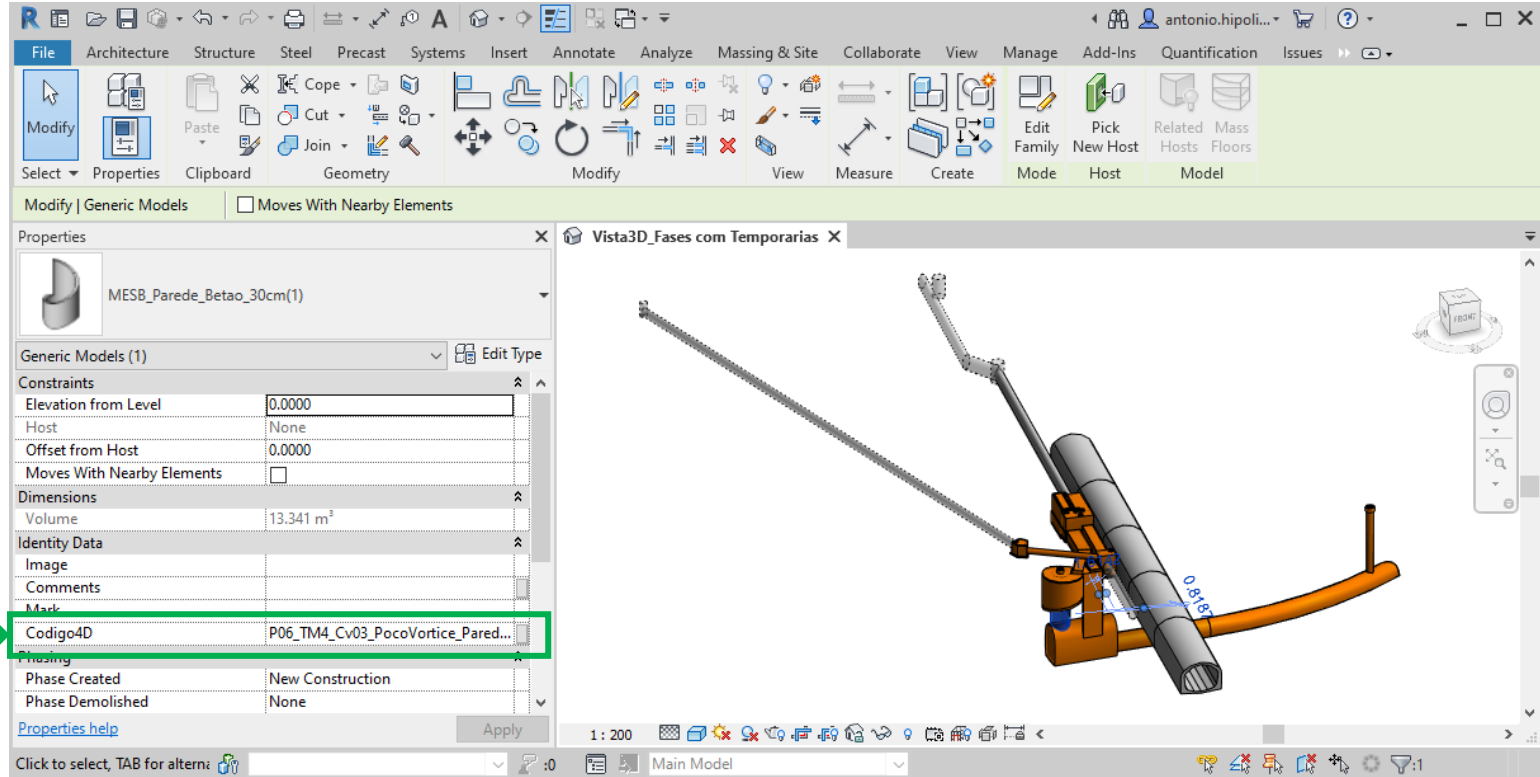 antonio.hipoli...
File Architecture Structure Steel Precast Systems Insert Annotate Analyze Massing & Site Collaborate View Manage Add-Ins Quantification Issues
Modify Paste Cope Cut Join Edit Family Pick New Host Related Hosts Mass Floors
Select Properties Clipboard Geometry Modify View Measure Create Mode Host Model
Modify | Generic Models Moves With Nearby Elements
Properties Vista3D_Fases com Temporarias
MESB_Parede_Betao_30cm(1)
Generic Models (1) Edit Type
Constraints
Elevation from Level 0.0000
Host None
Offset from Host 0.0000
Moves With Nearby Elements
Dimensions
Volume 13.341 m³
Identity Data
Image
Comments
Mark
Codigo4D P06_TM4_Cv03_PocoVortice_Pared...
Phasing
Phase Created New Construction
Phase Demolished None
Properties help Apply
FRONT
0.8187
1 : 200
Click to select, TAB for alterna :0 Main Model :1